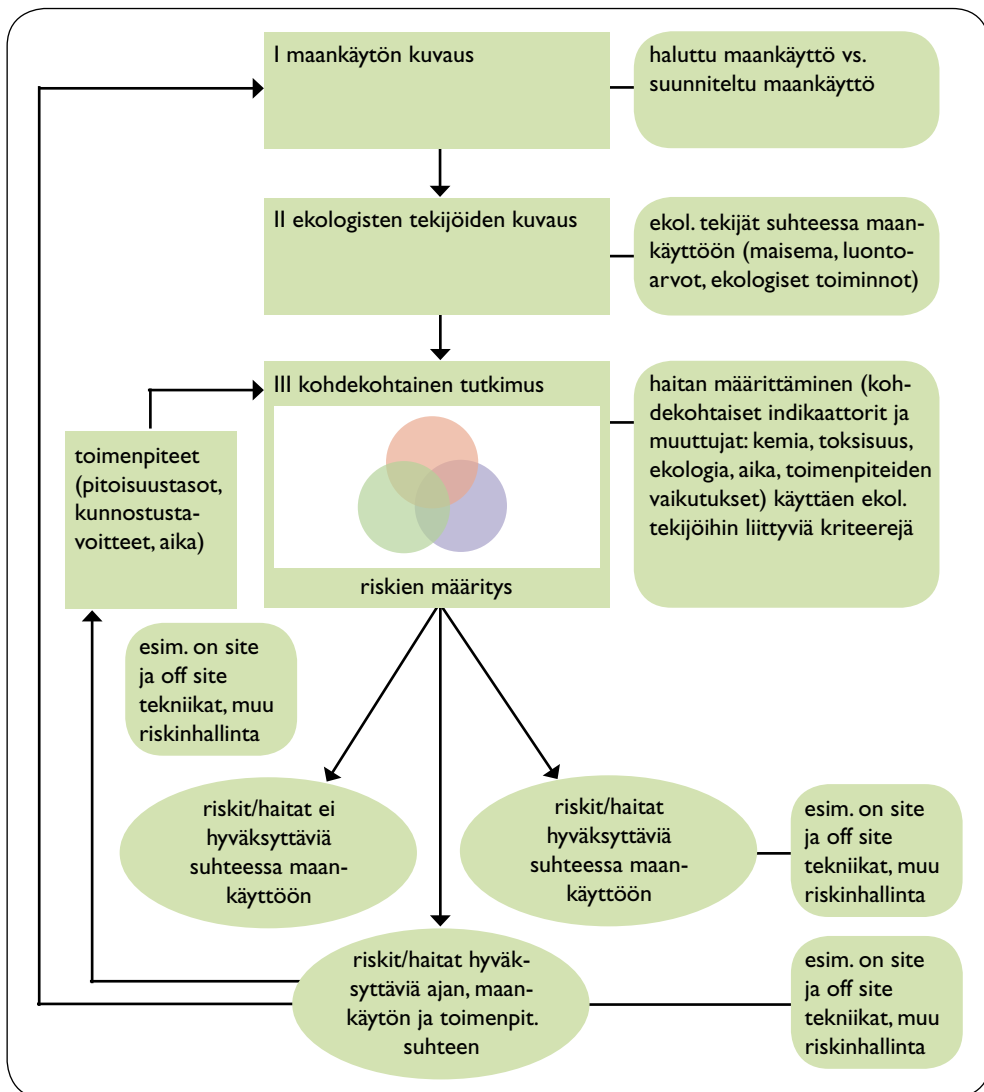 I maankäytön kuvaus
haluttu maankäyttö vs.
suunniteltu maankäyttö
II ekologisten tekijöiden kuvaus
ekol. tekijät suhteessa maan-
käyttöön (maisema, luonto-
arvot, ekologiset toiminnot)
III kohdekohtainen tutkimus
riskien määritys
haitan määrittäminen (koh-
dekohtaiset indikaattorit ja
muuttujat: kemia, toksisuus,
ekologia, aika, toimenpiteiden
vaikutukset) käyttäen ekol.
tekijöihin liittyviä kriteerejä
toimenpiteet
(pitoisuustasot,
kunnostusta-
voitteet, aika)
esim. on site
ja off site
tekniikat, muu
riskinhallinta
riskit/haitat ei
hyväksyttäviä
suhteessa maan-
käyttöön
riskit/haitat
hyväksyttäviä
suhteessa maan-
käyttöön
esim. on site
ja off site
tekniikat, muu
riskinhallinta
riskit/haitat hyväk-
syttäviä ajan, maan-
käytön ja toimenpit.
suhteen
esim. on site
ja off site
tekniikat, muu
riskinhallinta